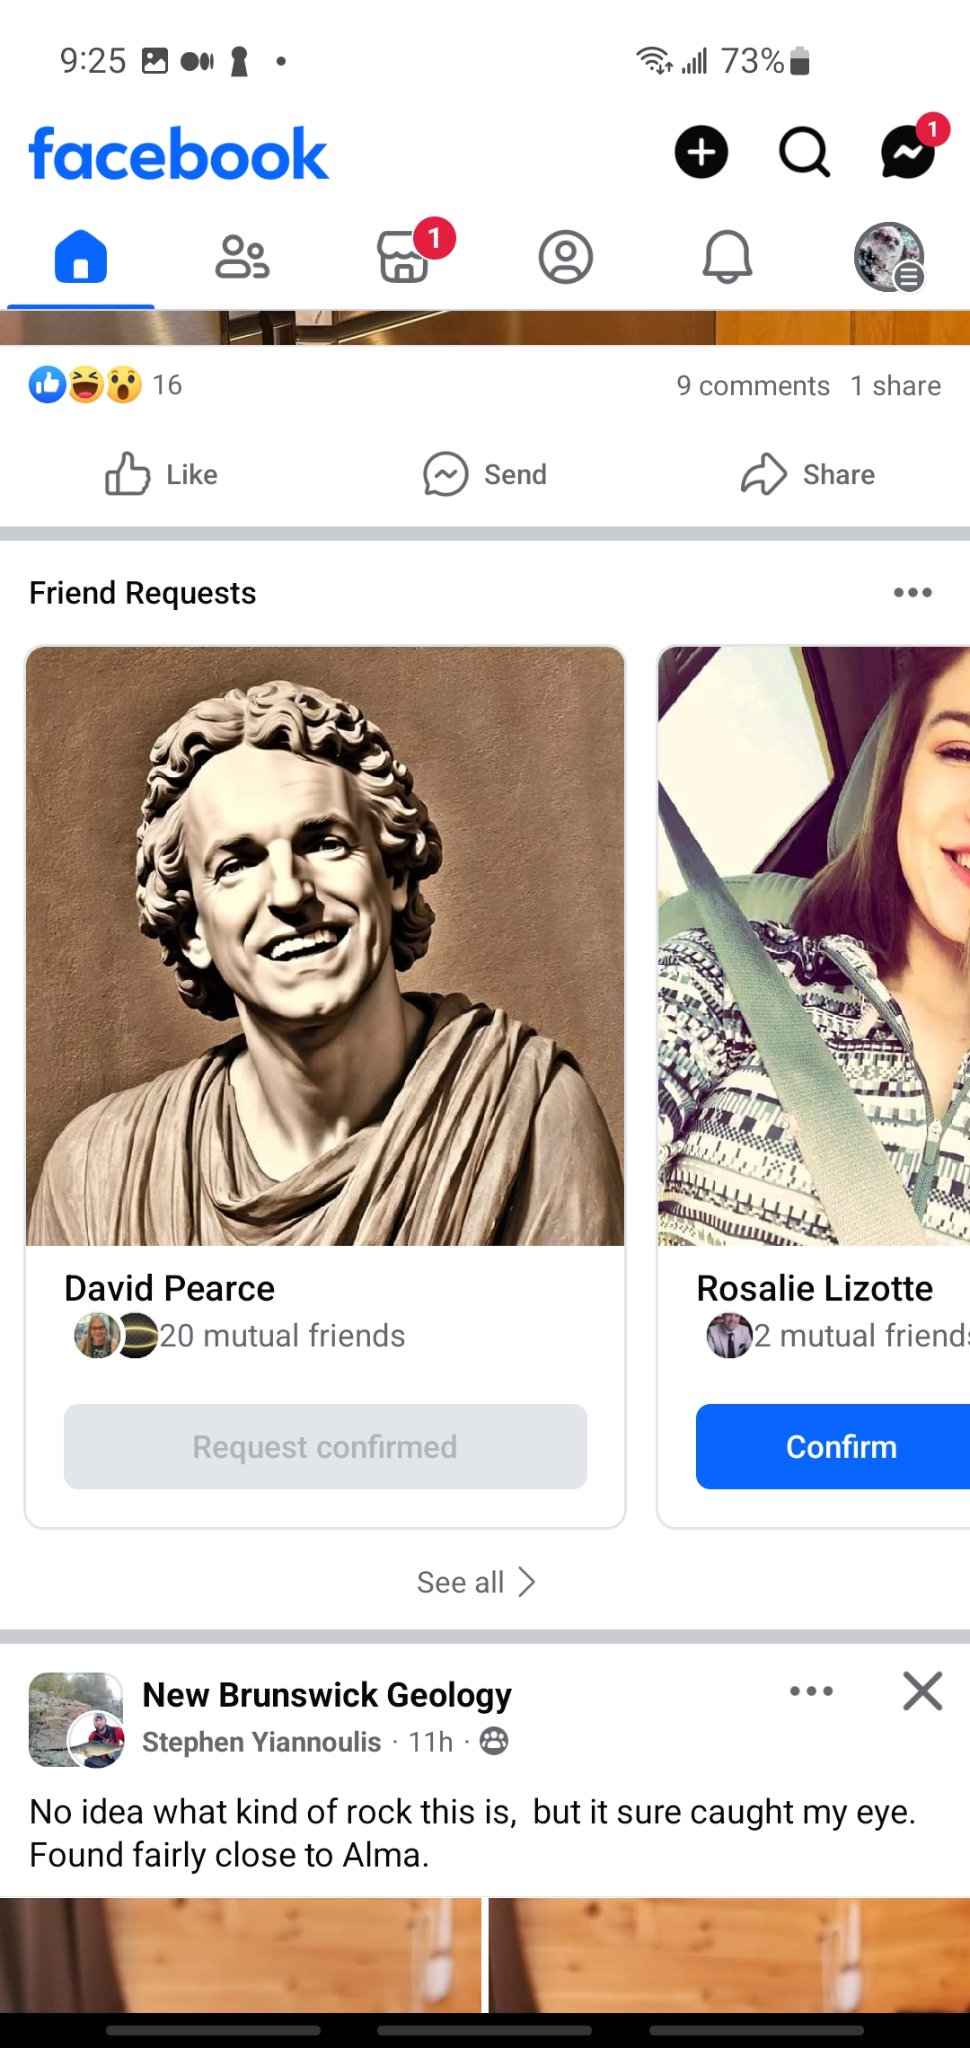 9:25 73%
facebook
1
1
16 9 comments 1 share
Like Send Share
Friend Requests
David Pearce
20 mutual friends
Request confirmed
Rosalie Lizotte
2 mutual friends
Confirm
See all
New Brunswick Geology
Stephen Yiannoulis · 11h ·
No idea what kind of rock this is,  but it sure caught my eye.
Found fairly close to Alma.